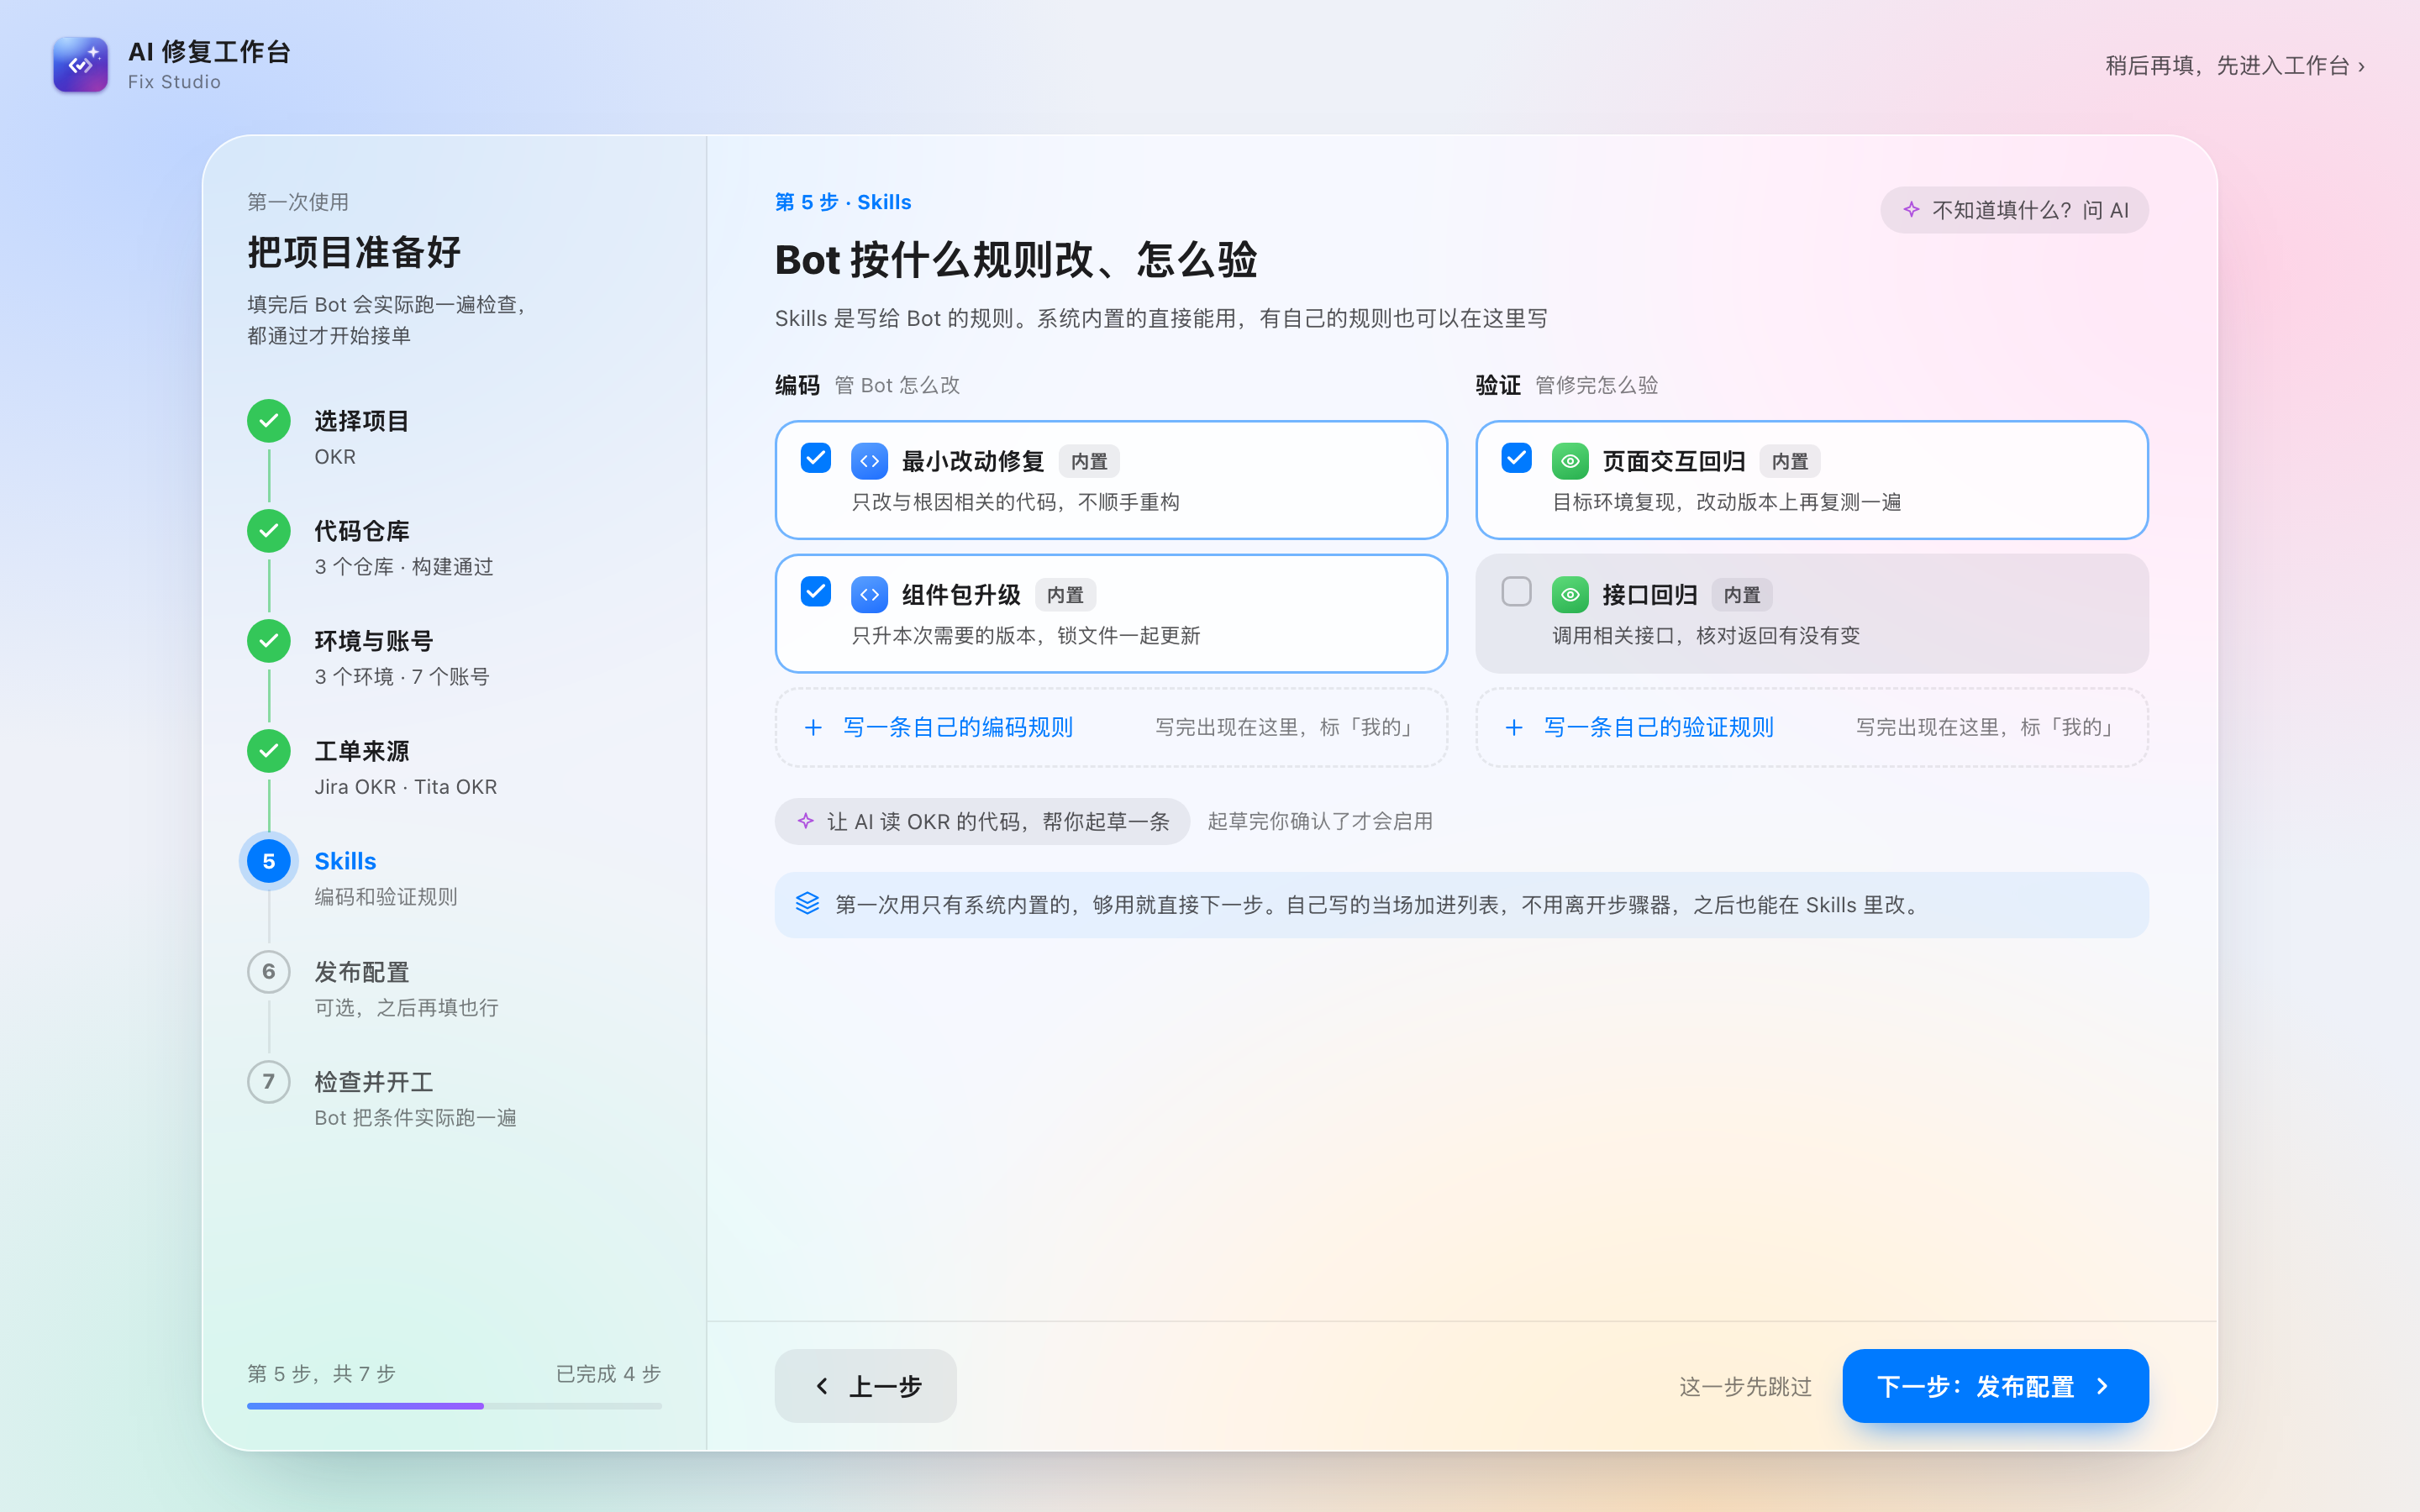 AI 修复工作台
Fix Studio
稍后再填，先进入工作台 ›
第一次使用
把项目准备好
填完后 Bot 会实际跑一遍检查，
都通过才开始接单
选择项目
OKR
代码仓库
3 个仓库 · 构建通过
环境与账号
3 个环境 · 7 个账号
工单来源
Jira OKR · Tita OKR
5 Skills
编码和验证规则
6 发布配置
可选，之后再填也行
7 检查并开工
Bot 把条件实际跑一遍
第 5 步，共 7 步 已完成 4 步
第 5 步 · Skills
不知道填什么？问 AI
Bot 按什么规则改、怎么验
Skills 是写给 Bot 的规则。系统内置的直接能用，有自己的规则也可以在这里写
编码 管 Bot 怎么改
最小改动修复 内置
只改与根因相关的代码，不顺手重构
组件包升级 内置
只升本次需要的版本，锁文件一起更新
写一条自己的编码规则 写完出现在这里，标「我的」
验证 管修完怎么验
页面交互回归 内置
目标环境复现，改动版本上再复测一遍
接口回归 内置
调用相关接口，核对返回有没有变
写一条自己的验证规则 写完出现在这里，标「我的」
让 AI 读 OKR 的代码，帮你起草一条 起草完你确认了才会启用
第一次用只有系统内置的，够用就直接下一步。自己写的当场加进列表，不用离开步骤器，之后也能在 Skills 里改。
上一步
这一步先跳过
下一步：发布配置